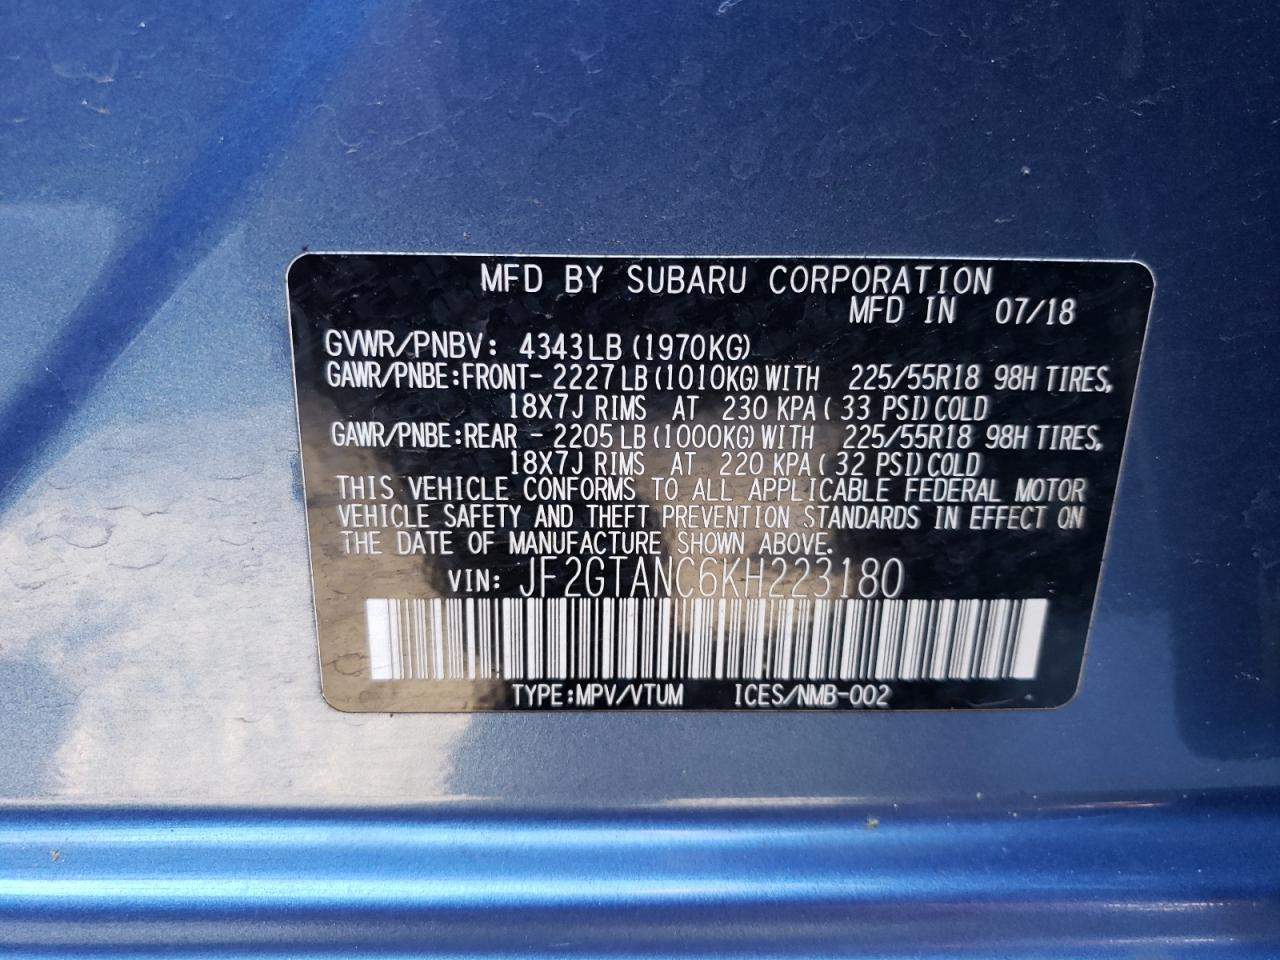 MFD BY SUBARU CORPORATION
MFD IN 07/18
GVWR/PNBV: 4343LB (1970KG)
GAWR/PNBE:FRONT- 2227 LB (1010KG) WITH 225/55R18 98H TIRES,
18X7J RIMS AT 230 KPA ( 33 PSI) COLD
GAWR/PNBE:REAR - 2205 LB (1000KG) WITH 225/55R18 98H TIRES,
18X7J RIMS AT 220 KPA ( 32 PSI) COLD
THIS VEHICLE CONFORMS TO ALL APPLICABLE FEDERAL MOTOR
VEHICLE SAFETY AND THEFT PREVENTION STANDARDS IN EFFECT ON
THE DATE OF MANUFACTURE SHOWN ABOVE.
VIN: JF2GTANC6KH223180
TYPE:MPV/VTUM ICES/NMB-002